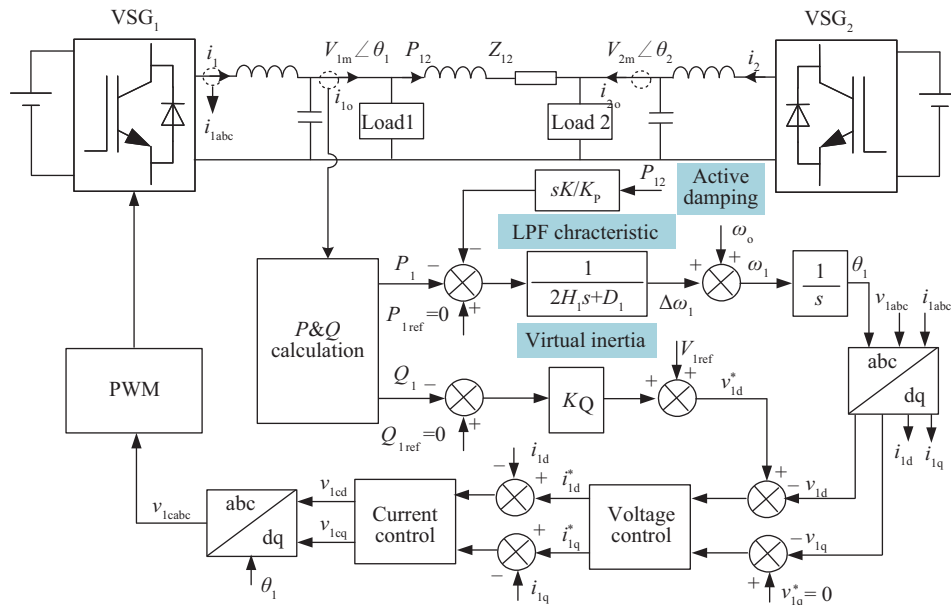 VSG₁
VSG₂
i₁
V₁ₘ∠θ₁
P₁₂
Z₁₂
V₂ₘ∠θ₂
i₂
i₁ₒ
i₂ₒ
i₁abc
Load1
Load 2
sK/K_P
P₁₂
Active damping
LPF chracteristic
ω_o
P₁
−
−
1
2H₁s+D₁
+
+
ω₁
1
s
θ₁
v₁abc
i₁abc
P₁ref=0
+
Δω₁
P&Q calculation
Virtual inertia
V₁ref
abc
dq
PWM
Q₁
−
K_Q
+
+
v*₁d
Q₁ref=0
+
i₁d
i₁q
i₁d
v₁cabc
abc
dq
v₁cd
v₁cq
Current control
−
+
i*₁d
Voltage control
+
−
v₁d
+
i*₁q
−
v₁q
−
+
θ₁
i₁q
v*₁q=0